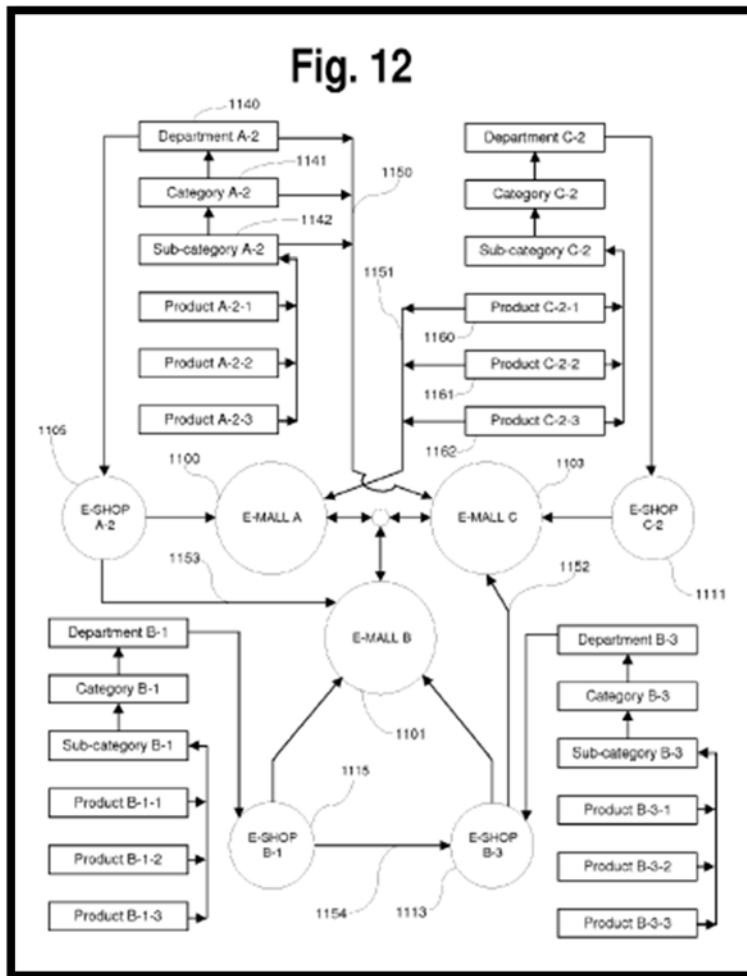 Fig. 12
1140
Department A-2
Department C-2
1141
1150
Category A-2
Category C-2
1142
Sub-category A-2
Sub-category C-2
1151
Product A-2-1
Product C-2-1
1160
Product A-2-2
Product C-2-2
1161
Product A-2-3
Product C-2-3
1105
1100
1162
1103
E-SHOP
A-2
E-MALL A
E-MALL C
E-SHOP
C-2
1153
1152
1111
Department B-1
E-MALL B
Department B-3
Category B-1
Category B-3
1101
Sub-category B-1
Sub-category B-3
1115
Product B-1-1
Product B-3-1
E-SHOP
B-1
E-SHOP
B-3
Product B-1-2
Product B-3-2
1154
1113
Product B-1-3
Product B-3-3